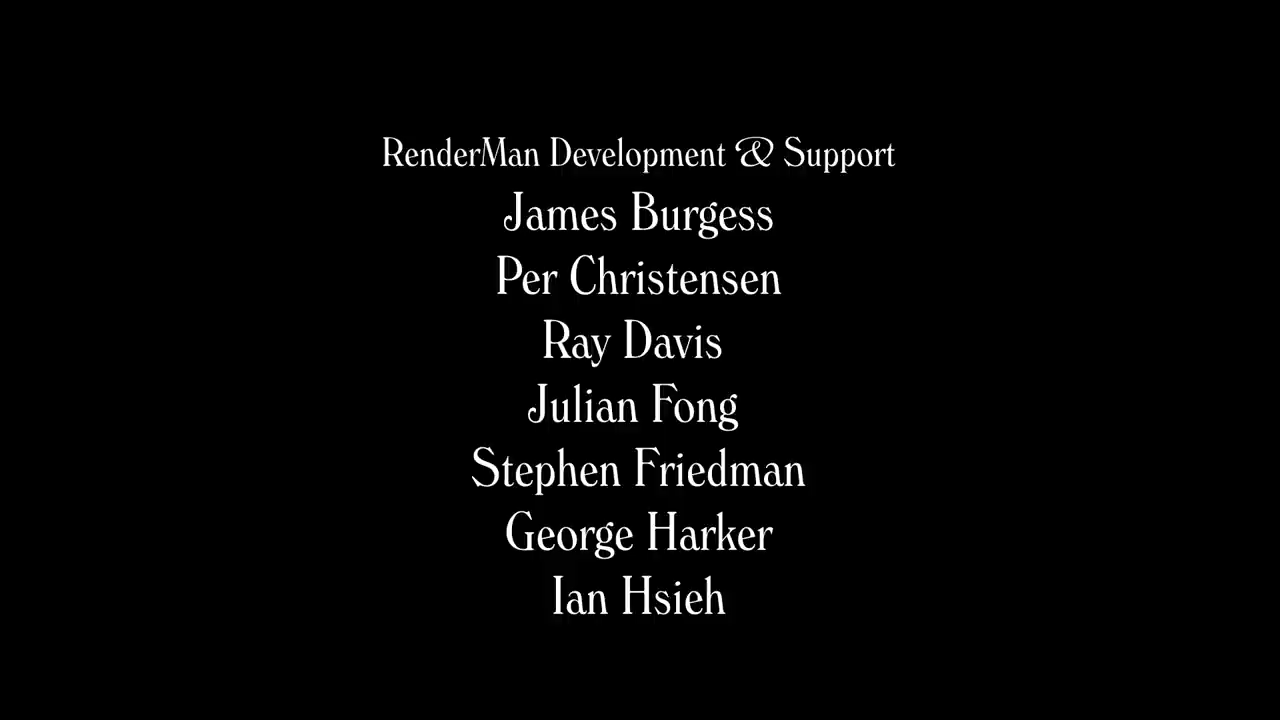 RenderMan Development & Support
James Burgess
Per Christensen
Ray Davis
Julian Fong
Stephen Friedman
George Harker
Ian Hsieh